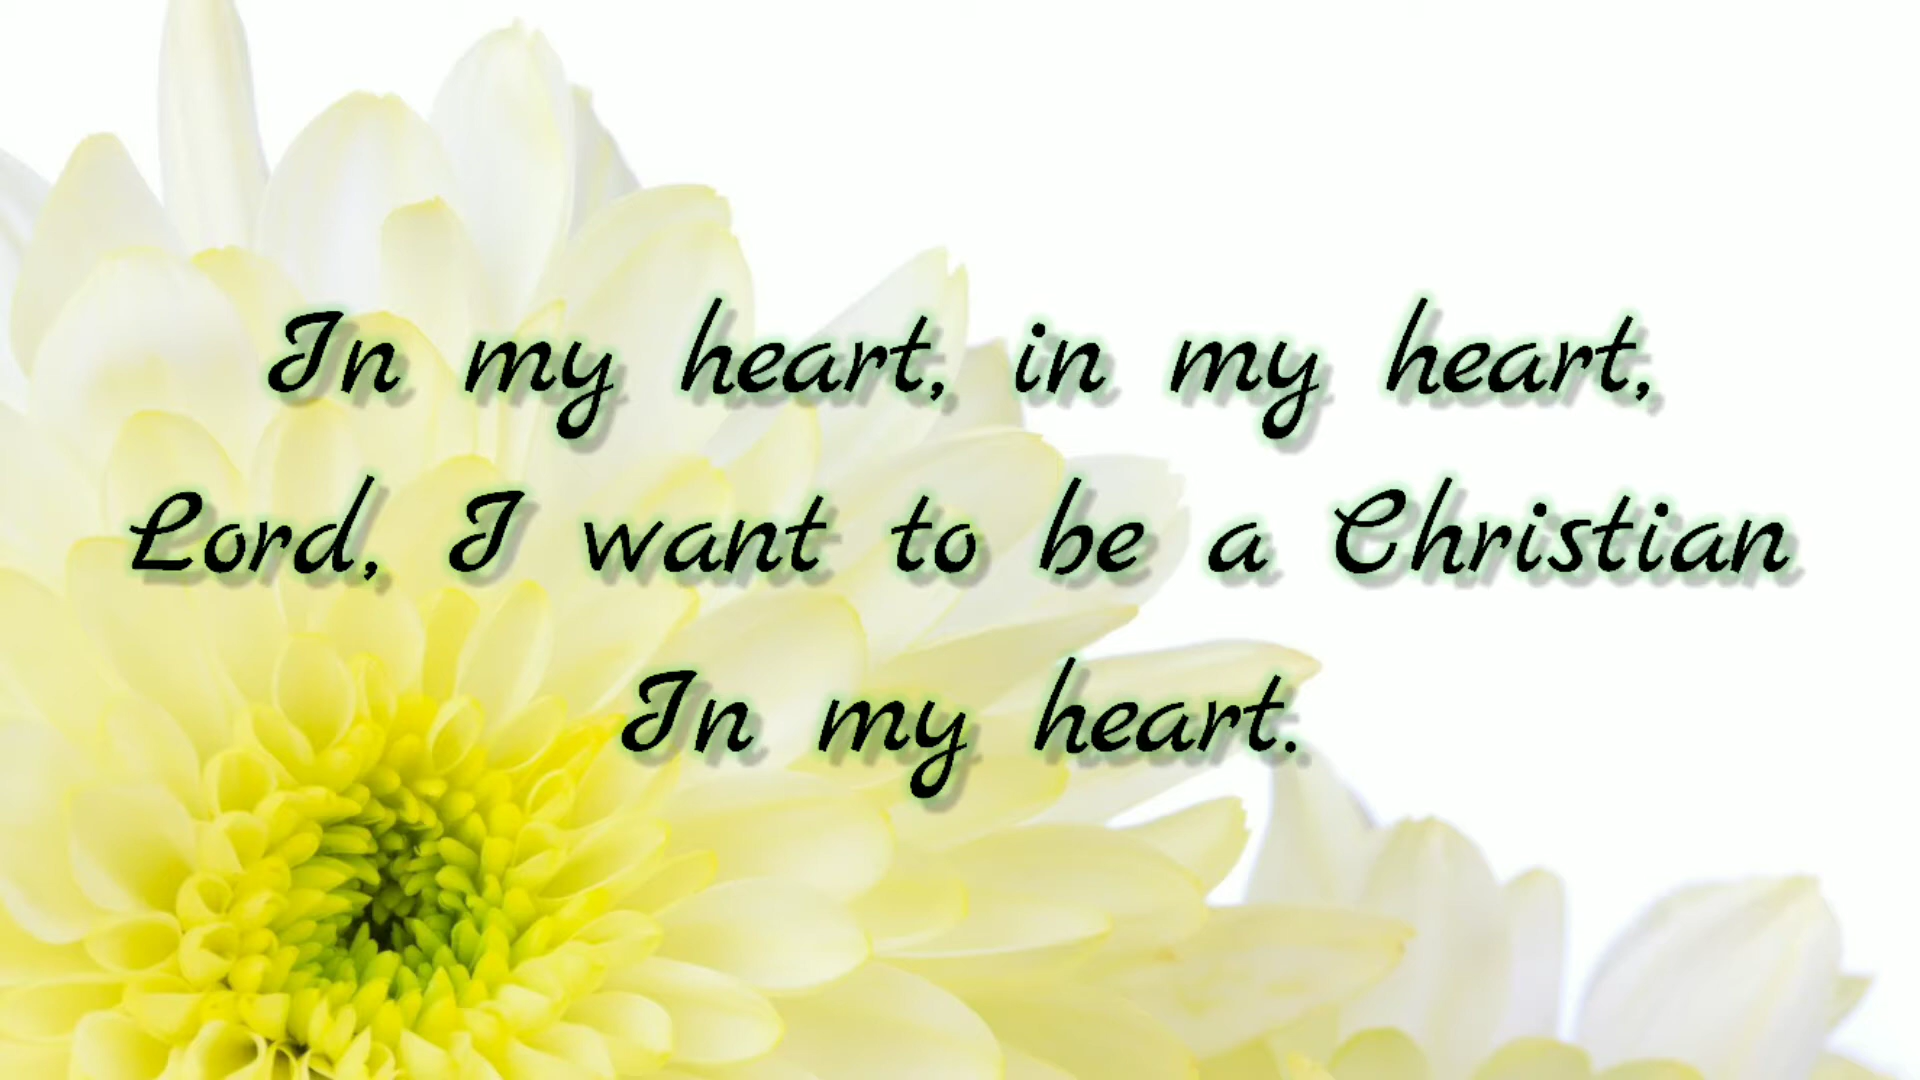 In my heart, in my heart,
Lord, I want to be a Christian
In my heart.